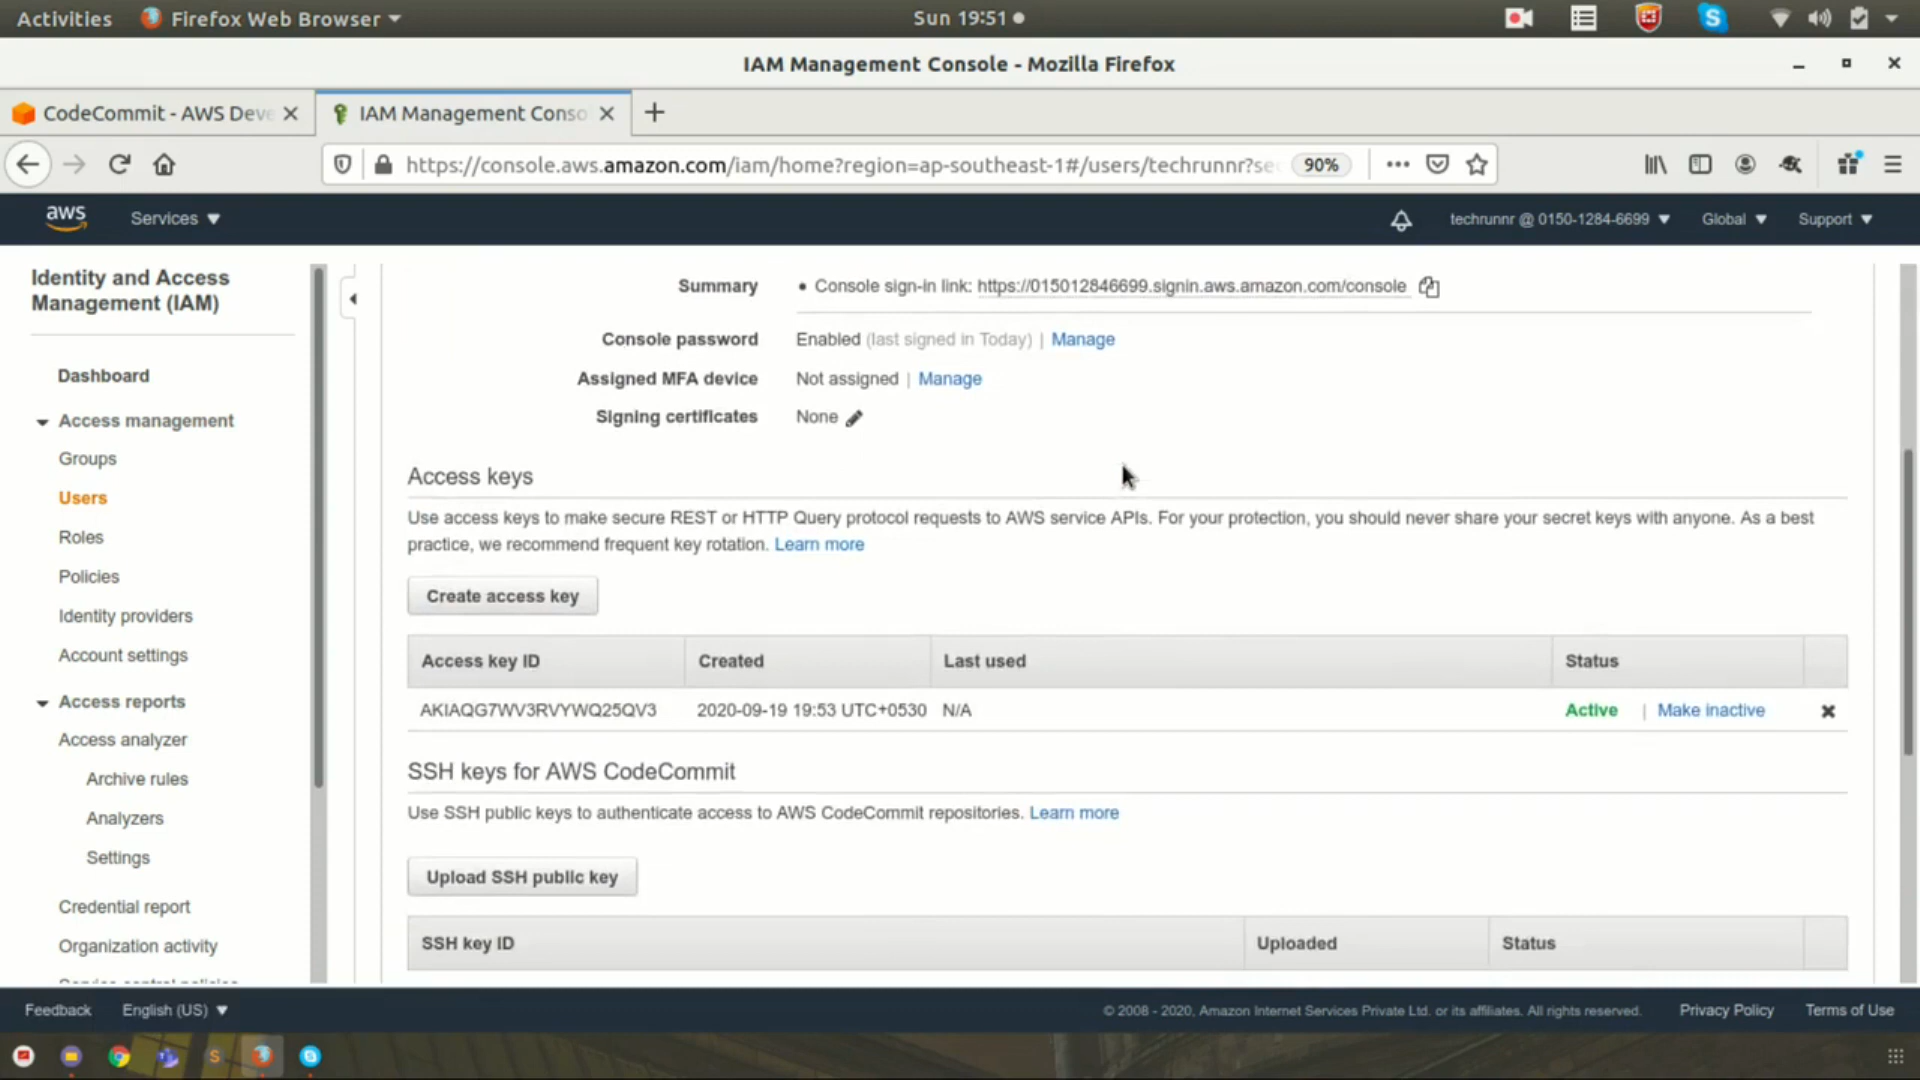 Activities Firefox Web Browser Sun 19:51
IAM Management Console - Mozilla Firefox
CodeCommit - AWS Deve IAM Management Conso
https://console.aws.amazon.com/iam/home?region=ap-southeast-1#/users/techrunnr?sec 90%
aws Services techrunnr @ 0150-1284-6699 Global Support
Identity and Access
Management (IAM)
Dashboard
Access management
Groups
Users
Roles
Policies
Identity providers
Account settings
Access reports
Access analyzer
Archive rules
Analyzers
Settings
Credential report
Organization activity
Summary • Console sign-in link: https://015012846699.signin.aws.amazon.com/console
Console password Enabled (last signed in Today) | Manage
Assigned MFA device Not assigned | Manage
Signing certificates None
Access keys
Use access keys to make secure REST or HTTP Query protocol requests to AWS service APIs. For your protection, you should never share your secret keys with anyone. As a best
practice, we recommend frequent key rotation. Learn more
Create access key
Access key ID Created Last used Status
AKIAQG7WV3RVYWQ25QV3 2020-09-19 19:53 UTC+0530 N/A Active | Make inactive
SSH keys for AWS CodeCommit
Use SSH public keys to authenticate access to AWS CodeCommit repositories. Learn more
Upload SSH public key
SSH key ID Uploaded Status
Feedback English (US) © 2008 - 2020, Amazon Internet Services Private Ltd. or its affiliates. All rights reserved. Privacy Policy Terms of Use